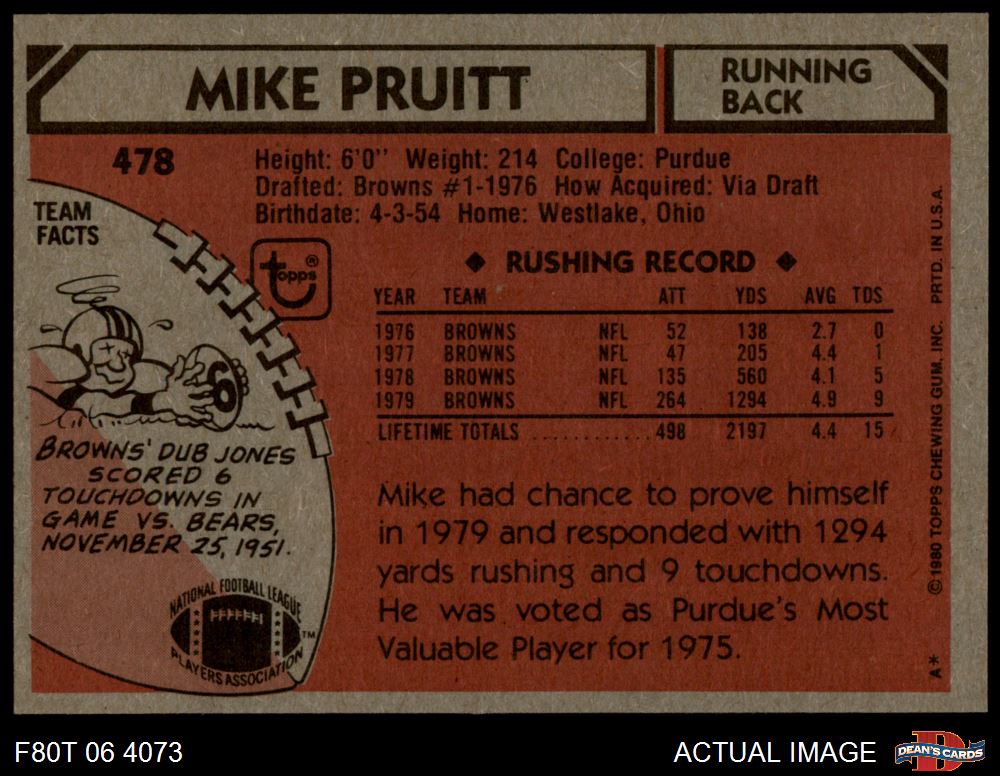 MIKE PRUITT
RUNNING
BACK
478
Height: 6'0" Weight: 214 College: Purdue
Drafted: Browns #1-1976 How Acquired: Via Draft
Birthdate: 4-3-54 Home: Westlake, Ohio
TEAM
FACTS
topps®
6
BROWNS' DUB JONES
SCORED 6
TOUCHDOWNS IN
GAME VS. BEARS,
NOVEMBER 25, 1951.
NATIONAL FOOTBALL LEAGUE
PLAYERS ASSOCIATION
TM
◆ RUSHING RECORD ◆
YEAR TEAM ATT YDS AVG TDS
1976 BROWNS NFL 52 138 2.7 0
1977 BROWNS NFL 47 205 4.4 1
1978 BROWNS NFL 135 560 4.1 5
1979 BROWNS NFL 264 1294 4.9 9
LIFETIME TOTALS ............ 498 2197 4.4 15
Mike had chance to prove himself
in 1979 and responded with 1294
yards rushing and 9 touchdowns.
He was voted as Purdue's Most
Valuable Player for 1975.
A* © 1980 TOPPS CHEWING GUM, INC. PRTD. IN U.S.A.
F80T 06 4073
ACTUAL IMAGE
D
DEAN'S CARDS